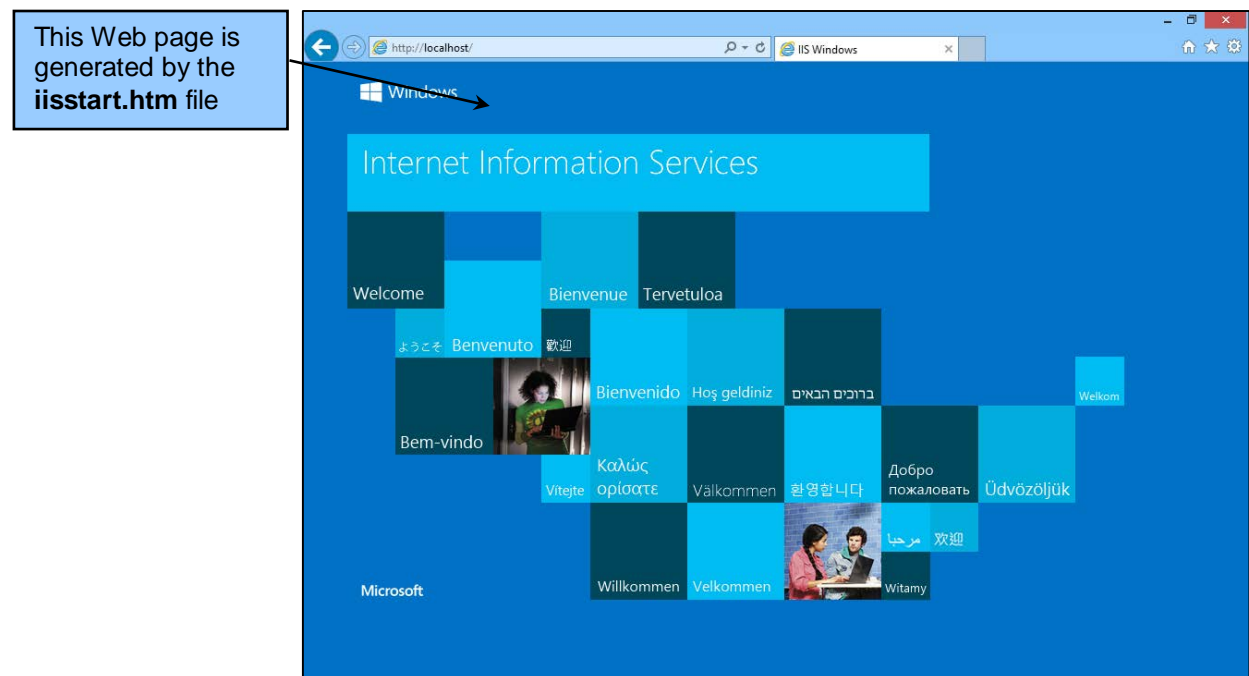 This Web page is
generated by the
iisstart.htm file
http://localhost/
IIS Windows
Windows
Internet Information Services
Welcome
Bienvenue
Tervetuloa
ようこそ
Benvenuto
歡迎
Bienvenido
Hoş geldiniz
ברוכים הבאים
Welkom
Bem-vindo
Vítejte
Καλώς
ορίσατε
Välkommen
환영합니다
Добро
пожаловать
Üdvözöljük
مرحبا
欢迎
Microsoft
Willkommen
Velkommen
Witamy